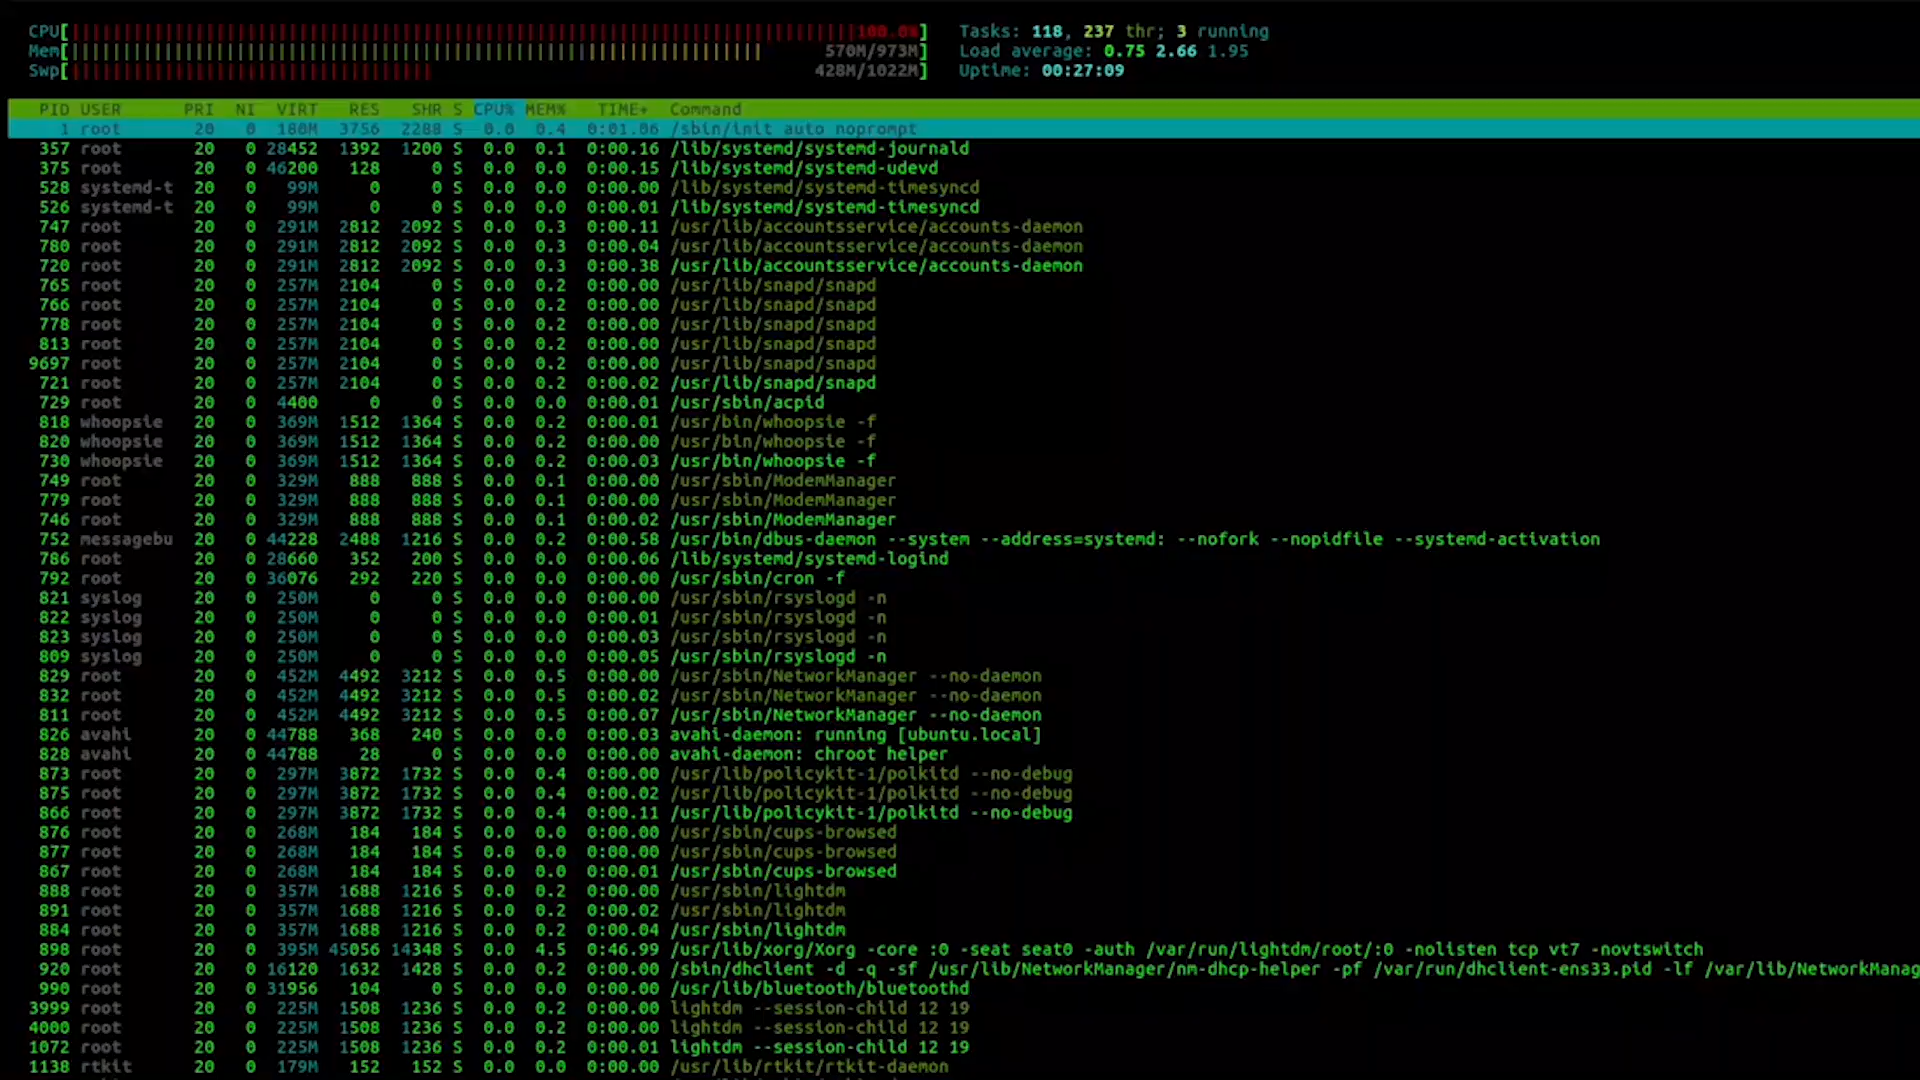 CPU[100.0%] Tasks: 118, 237 thr; 3 running
Mem[570M/973M] Load average: 0.75 2.66 1.95
Swp[428M/1022M] Uptime: 00:27:09
PID USER PRI NI VIRT RES SHR S CPU% MEM% TIME+ Command
1 root 20 0 180M 3756 2288 S 0.0 0.4 0:01.06 /sbin/init auto noprompt
357 root 20 0 28452 1392 1200 S 0.0 0.1 0:00.16 /lib/systemd/systemd-journald
375 root 20 0 46200 128 0 S 0.0 0.0 0:00.15 /lib/systemd/systemd-udevd
528 systemd-t 20 0 99M 0 0 S 0.0 0.0 0:00.00 /lib/systemd/systemd-timesyncd
526 systemd-t 20 0 99M 0 0 S 0.0 0.0 0:00.01 /lib/systemd/systemd-timesyncd
747 root 20 0 291M 2812 2092 S 0.0 0.3 0:00.11 /usr/lib/accountsservice/accounts-daemon
780 root 20 0 291M 2812 2092 S 0.0 0.3 0:00.04 /usr/lib/accountsservice/accounts-daemon
720 root 20 0 291M 2812 2092 S 0.0 0.3 0:00.38 /usr/lib/accountsservice/accounts-daemon
765 root 20 0 257M 2104 0 S 0.0 0.2 0:00.00 /usr/lib/snapd/snapd
766 root 20 0 257M 2104 0 S 0.0 0.2 0:00.00 /usr/lib/snapd/snapd
778 root 20 0 257M 2104 0 S 0.0 0.2 0:00.00 /usr/lib/snapd/snapd
813 root 20 0 257M 2104 0 S 0.0 0.2 0:00.00 /usr/lib/snapd/snapd
9697 root 20 0 257M 2104 0 S 0.0 0.2 0:00.00 /usr/lib/snapd/snapd
721 root 20 0 257M 2104 0 S 0.0 0.2 0:00.02 /usr/lib/snapd/snapd
729 root 20 0 4400 0 0 S 0.0 0.0 0:00.01 /usr/sbin/acpid
818 whoopsie 20 0 369M 1512 1364 S 0.0 0.2 0:00.01 /usr/bin/whoopsie -f
820 whoopsie 20 0 369M 1512 1364 S 0.0 0.2 0:00.00 /usr/bin/whoopsie -f
730 whoopsie 20 0 369M 1512 1364 S 0.0 0.2 0:00.03 /usr/bin/whoopsie -f
749 root 20 0 329M 888 888 S 0.0 0.1 0:00.00 /usr/sbin/ModemManager
779 root 20 0 329M 888 888 S 0.0 0.1 0:00.00 /usr/sbin/ModemManager
746 root 20 0 329M 888 888 S 0.0 0.1 0:00.02 /usr/sbin/ModemManager
752 messagebu 20 0 44228 2488 1216 S 0.0 0.2 0:00.58 /usr/bin/dbus-daemon --system --address=systemd: --nofork --nopidfile --systemd-activation
786 root 20 0 28660 352 200 S 0.0 0.0 0:00.06 /lib/systemd/systemd-logind
792 root 20 0 36076 292 220 S 0.0 0.0 0:00.00 /usr/sbin/cron -f
821 syslog 20 0 250M 0 0 S 0.0 0.0 0:00.00 /usr/sbin/rsyslogd -n
822 syslog 20 0 250M 0 0 S 0.0 0.0 0:00.01 /usr/sbin/rsyslogd -n
823 syslog 20 0 250M 0 0 S 0.0 0.0 0:00.03 /usr/sbin/rsyslogd -n
809 syslog 20 0 250M 0 0 S 0.0 0.0 0:00.05 /usr/sbin/rsyslogd -n
829 root 20 0 452M 4492 3212 S 0.0 0.5 0:00.00 /usr/sbin/NetworkManager --no-daemon
832 root 20 0 452M 4492 3212 S 0.0 0.5 0:00.02 /usr/sbin/NetworkManager --no-daemon
811 root 20 0 452M 4492 3212 S 0.0 0.5 0:00.07 /usr/sbin/NetworkManager --no-daemon
826 avahi 20 0 44788 368 240 S 0.0 0.0 0:00.03 avahi-daemon: running [ubuntu.local]
828 avahi 20 0 44788 28 0 S 0.0 0.0 0:00.00 avahi-daemon: chroot helper
873 root 20 0 297M 3872 1732 S 0.0 0.4 0:00.00 /usr/lib/policykit-1/polkitd --no-debug
875 root 20 0 297M 3872 1732 S 0.0 0.4 0:00.02 /usr/lib/policykit-1/polkitd --no-debug
866 root 20 0 297M 3872 1732 S 0.0 0.4 0:00.11 /usr/lib/policykit-1/polkitd --no-debug
876 root 20 0 268M 184 184 S 0.0 0.0 0:00.00 /usr/sbin/cups-browsed
877 root 20 0 268M 184 184 S 0.0 0.0 0:00.00 /usr/sbin/cups-browsed
867 root 20 0 268M 184 184 S 0.0 0.0 0:00.01 /usr/sbin/cups-browsed
888 root 20 0 357M 1688 1216 S 0.0 0.2 0:00.00 /usr/sbin/lightdm
891 root 20 0 357M 1688 1216 S 0.0 0.2 0:00.02 /usr/sbin/lightdm
884 root 20 0 357M 1688 1216 S 0.0 0.2 0:00.04 /usr/sbin/lightdm
898 root 20 0 395M 45056 14348 S 0.0 4.5 0:46.99 /usr/lib/xorg/Xorg -core :0 -seat seat0 -auth /var/run/lightdm/root/:0 -nolisten tcp vt7 -novtswitch
920 root 20 0 16120 1632 1428 S 0.0 0.2 0:00.00 /sbin/dhclient -d -q -sf /usr/lib/NetworkManager/nm-dhcp-helper -pf /var/run/dhclient-ens33.pid -lf /var/lib/NetworkManag
990 root 20 0 31956 104 0 S 0.0 0.0 0:00.00 /usr/lib/bluetooth/bluetoothd
3999 root 20 0 225M 1508 1236 S 0.0 0.2 0:00.00 lightdm --session-child 12 19
4000 root 20 0 225M 1508 1236 S 0.0 0.2 0:00.00 lightdm --session-child 12 19
1072 root 20 0 225M 1508 1236 S 0.0 0.2 0:00.01 lightdm --session-child 12 19
1138 rtkit 20 0 179M 152 152 S 0.0 0.0 0:00.00 /usr/lib/rtkit/rtkit-daemon